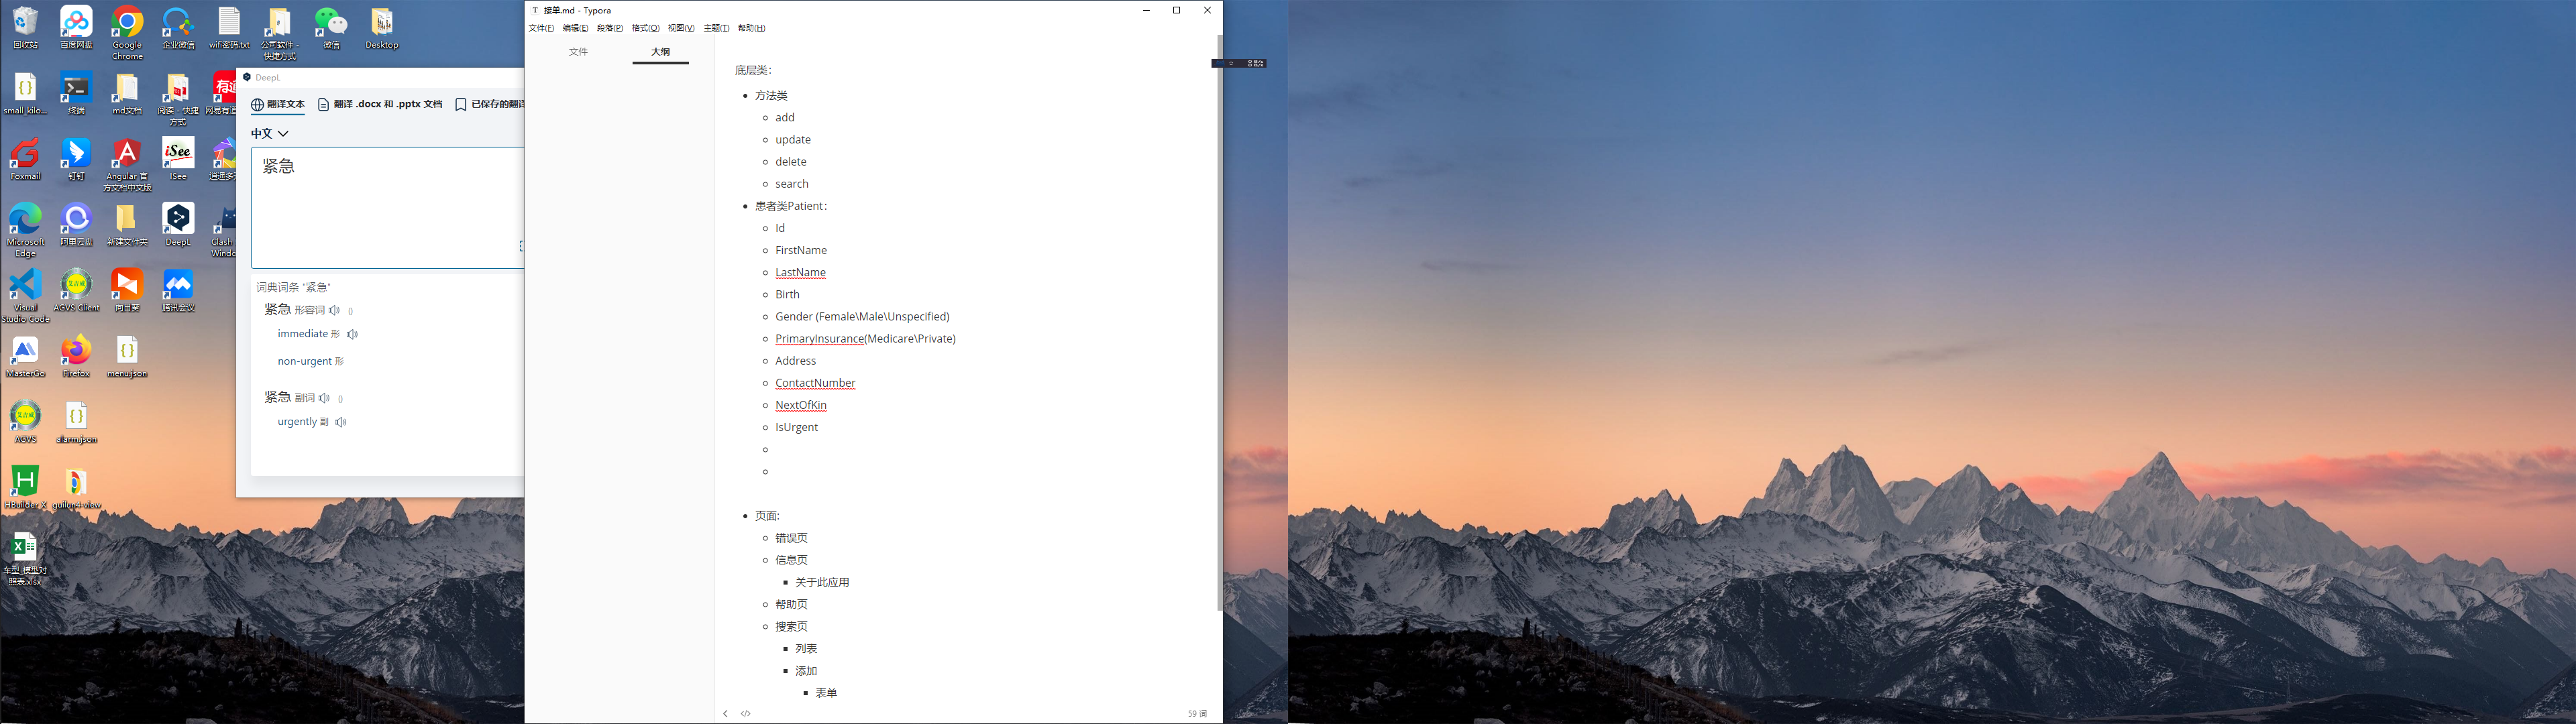 回收站
百度网盘
Google Chrome
企业微信
wifi密码.txt
公司软件 - 快捷方式
微信
Desktop
small_kilo...
终端
md文档
阅读 - 快捷方式
Foxmail
钉钉
Angular 官方文档中文版
iSee
ISee
Microsoft Edge
阿里云盘
新建文件夹
DeepL
Clash
Visual Studio Code
AGVS Client
向日葵
腾讯会议
MasterGo
Firefox
menu.json
AGVS
alarm.json
HBuilder X
guilun4-view
车型_模型对照表.xlsx
DeepL
翻译文本
翻译 .docx 和 .pptx 文档
已保存的翻译
中文
紧急
词典词条 "紧急"
紧急 形容词 ()
immediate 形
non-urgent 形
紧急 副词 ()
urgently 副
接单.md - Typora
文件(F) 编辑(E) 段落(P) 格式(O) 视图(V) 主题(T) 帮助(H)
文件 大纲
底层类：
方法类
add
update
delete
search
患者类Patient：
Id
FirstName
LastName
Birth
Gender (Female\Male\Unspecified)
PrimaryInsurance(Medicare\Private)
Address
ContactNumber
NextOfKin
IsUrgent
页面:
错误页
信息页
关于此应用
帮助页
搜索页
列表
添加
表单
59 词